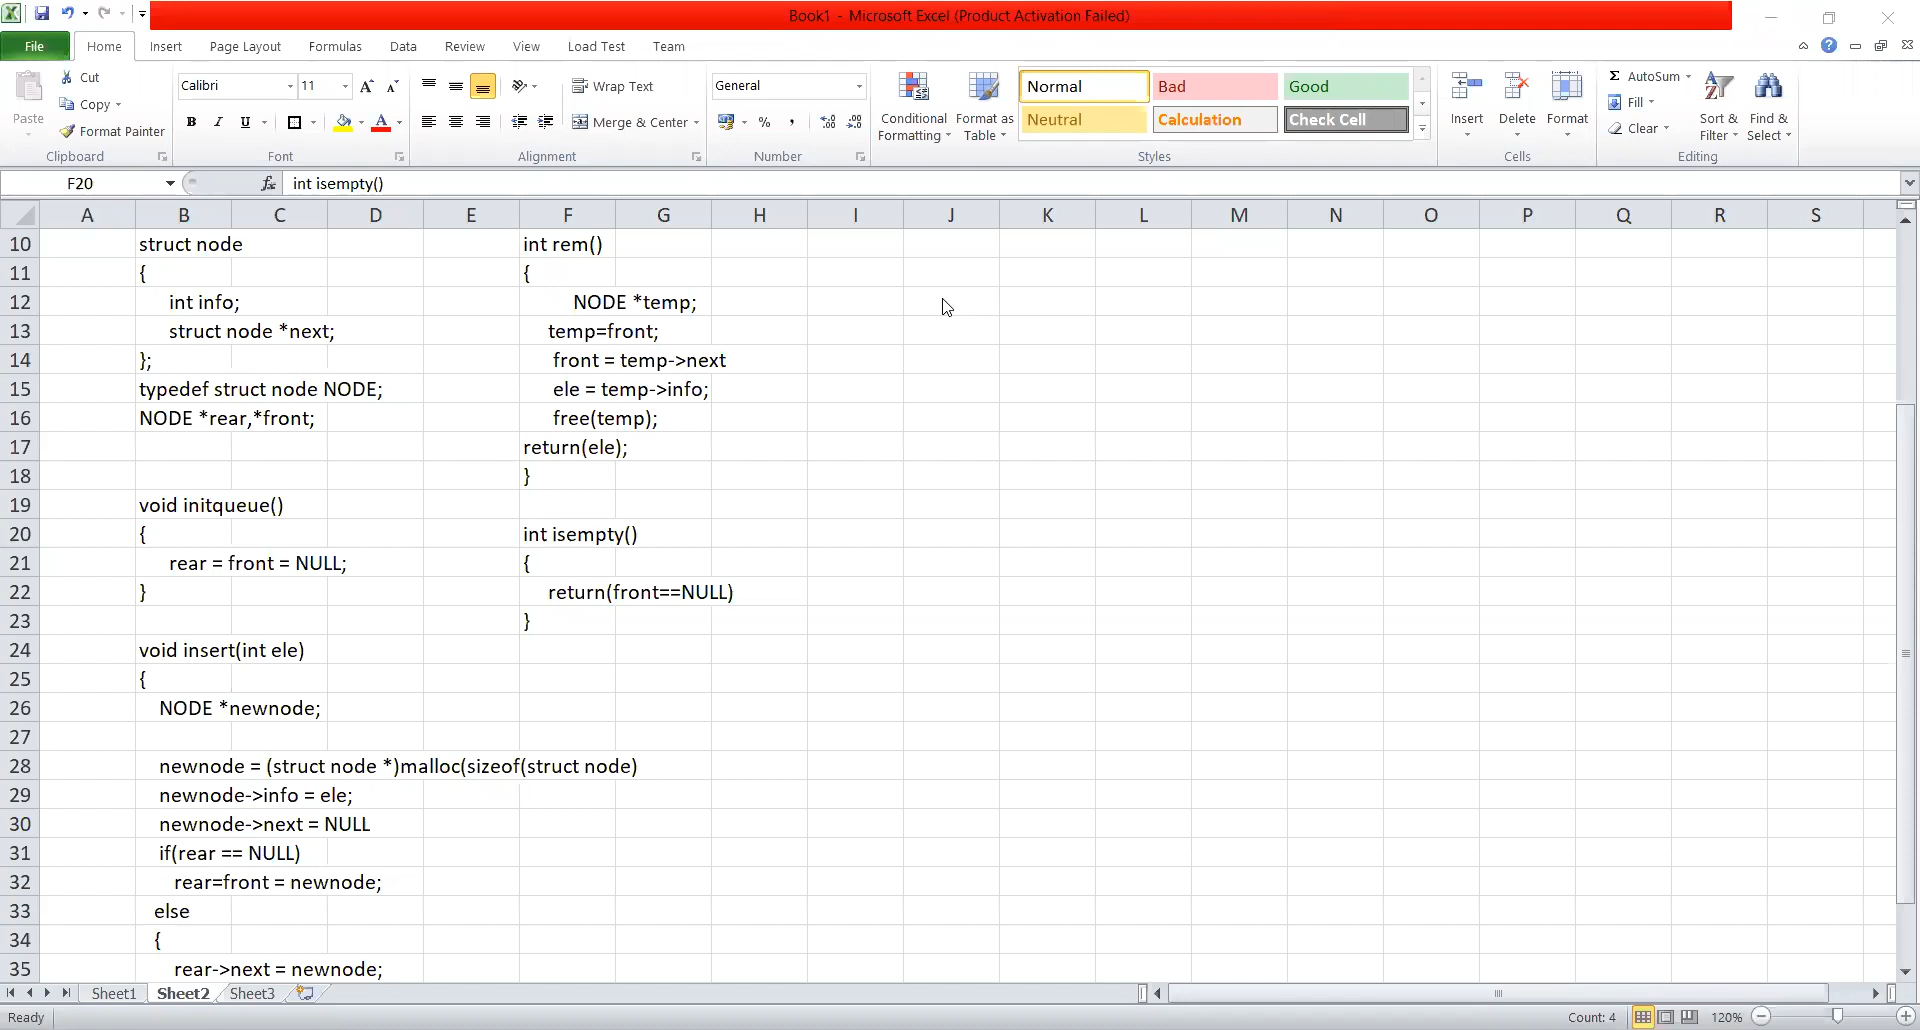 Book1 - Microsoft Excel (Product Activation Failed)
File Home Insert Page Layout Formulas Data Review View Load Test Team
Paste
Cut
Copy
Format Painter
Clipboard
Calibri 11
B I U
Font
Wrap Text
Merge & Center
Alignment
General
% ,
Number
Conditional Formatting
Format as Table
Normal Bad Good
Neutral Calculation Check Cell
Styles
Insert Delete Format
Cells
Σ AutoSum
Fill
Clear
Sort & Filter
Find & Select
Editing
F20 fx int isempty()
A B C D E F G H I J K L M N O P Q R S
10 struct node int rem()
11 { {
12 int info; NODE *temp;
13 struct node *next; temp=front;
14 }; front = temp->next
15 typedef struct node NODE; ele = temp->info;
16 NODE *rear,*front; free(temp);
17 return(ele);
18 }
19 void initqueue()
20 { int isempty()
21 rear = front = NULL; {
22 } return(front==NULL)
23 }
24 void insert(int ele)
25 {
26 NODE *newnode;
27
28 newnode = (struct node *)malloc(sizeof(struct node)
29 newnode->info = ele;
30 newnode->next = NULL
31 if(rear == NULL)
32 rear=front = newnode;
33 else
34 {
35 rear->next = newnode;
Sheet1 Sheet2 Sheet3
Ready Count: 4 120%